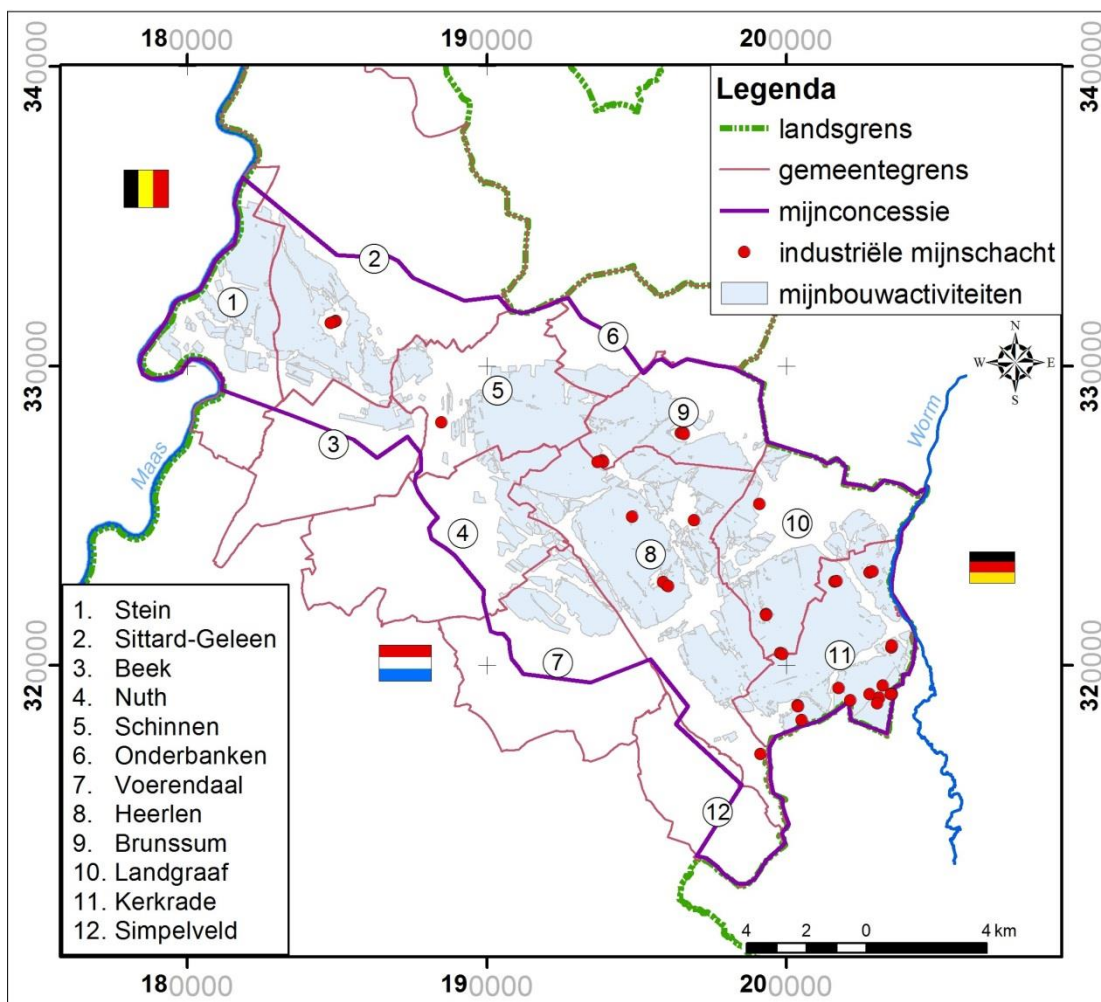 180000 190000 200000
340000 340000
Legenda
landsgrens
gemeentegrens
mijnconcessie
industriële mijnschacht
mijnbouwactiviteiten
N
W E
S
2
1
6
330000 330000
5
9
Worm
3
Maas
4
10
8
1. Stein
2. Sittard-Geleen
3. Beek
4. Nuth
5. Schinnen
6. Onderbanken
7. Voerendaal
8. Heerlen
9. Brunssum
10. Landgraaf
11. Kerkrade
12. Simpelveld
7
11
320000 320000
12
4 2 0 4 km
180000 190000 200000